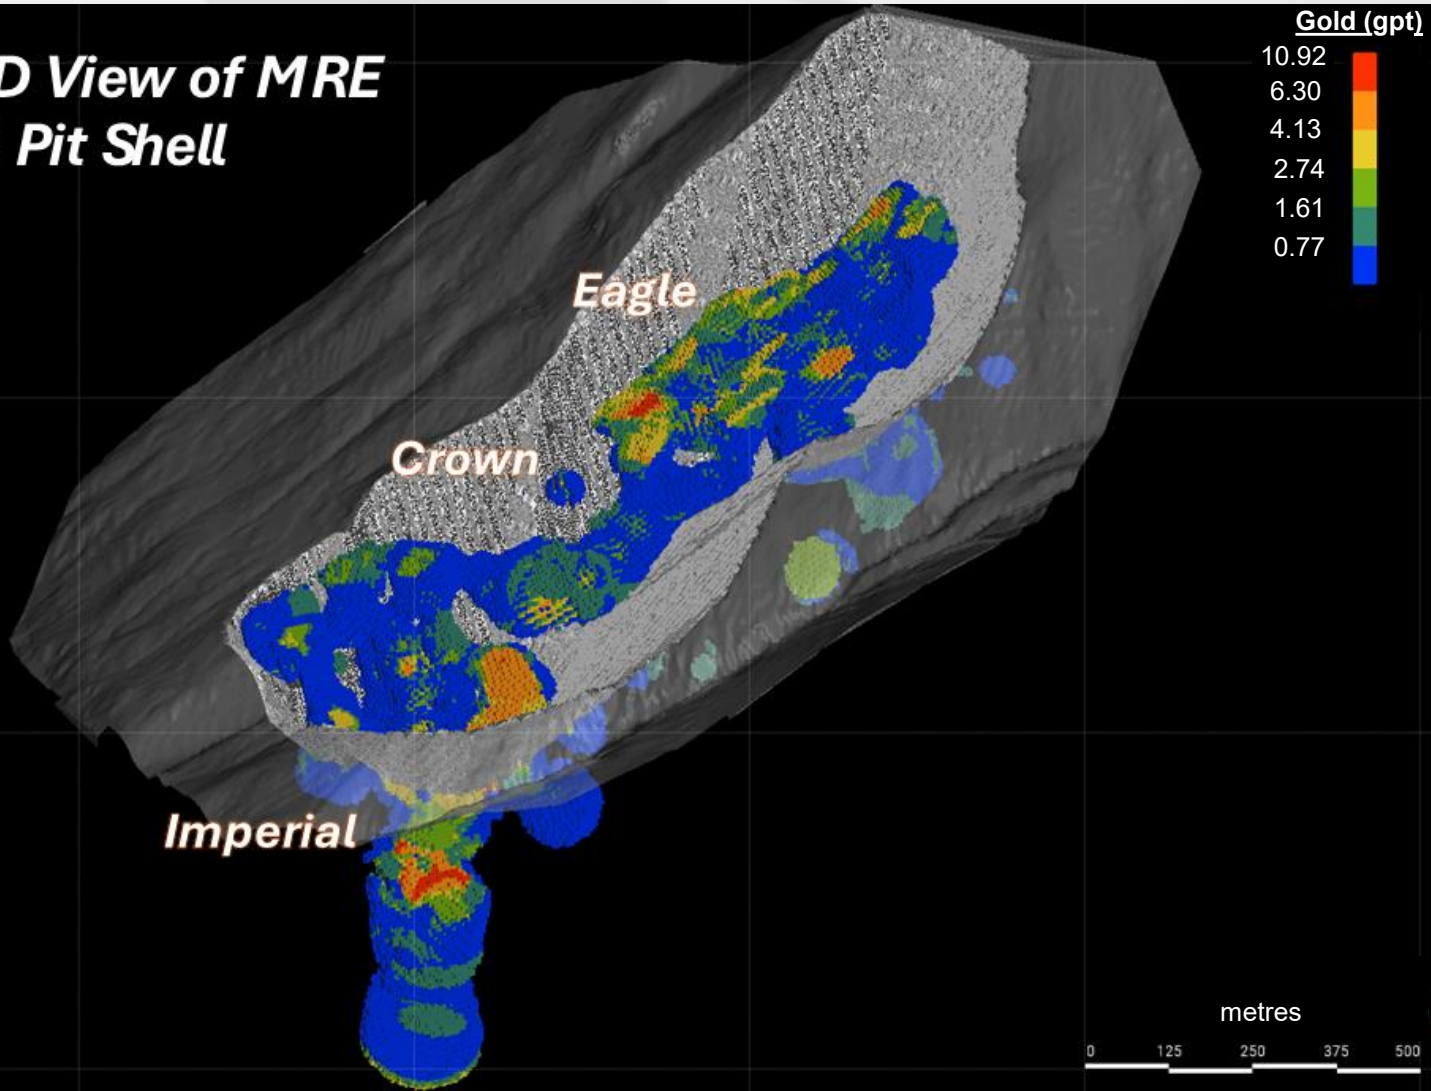 D View of MRE
Pit Shell
Gold (gpt)
10.92
6.30
4.13
2.74
1.61
0.77
Eagle
Crown
Imperial
metres
0 125 250 375 500